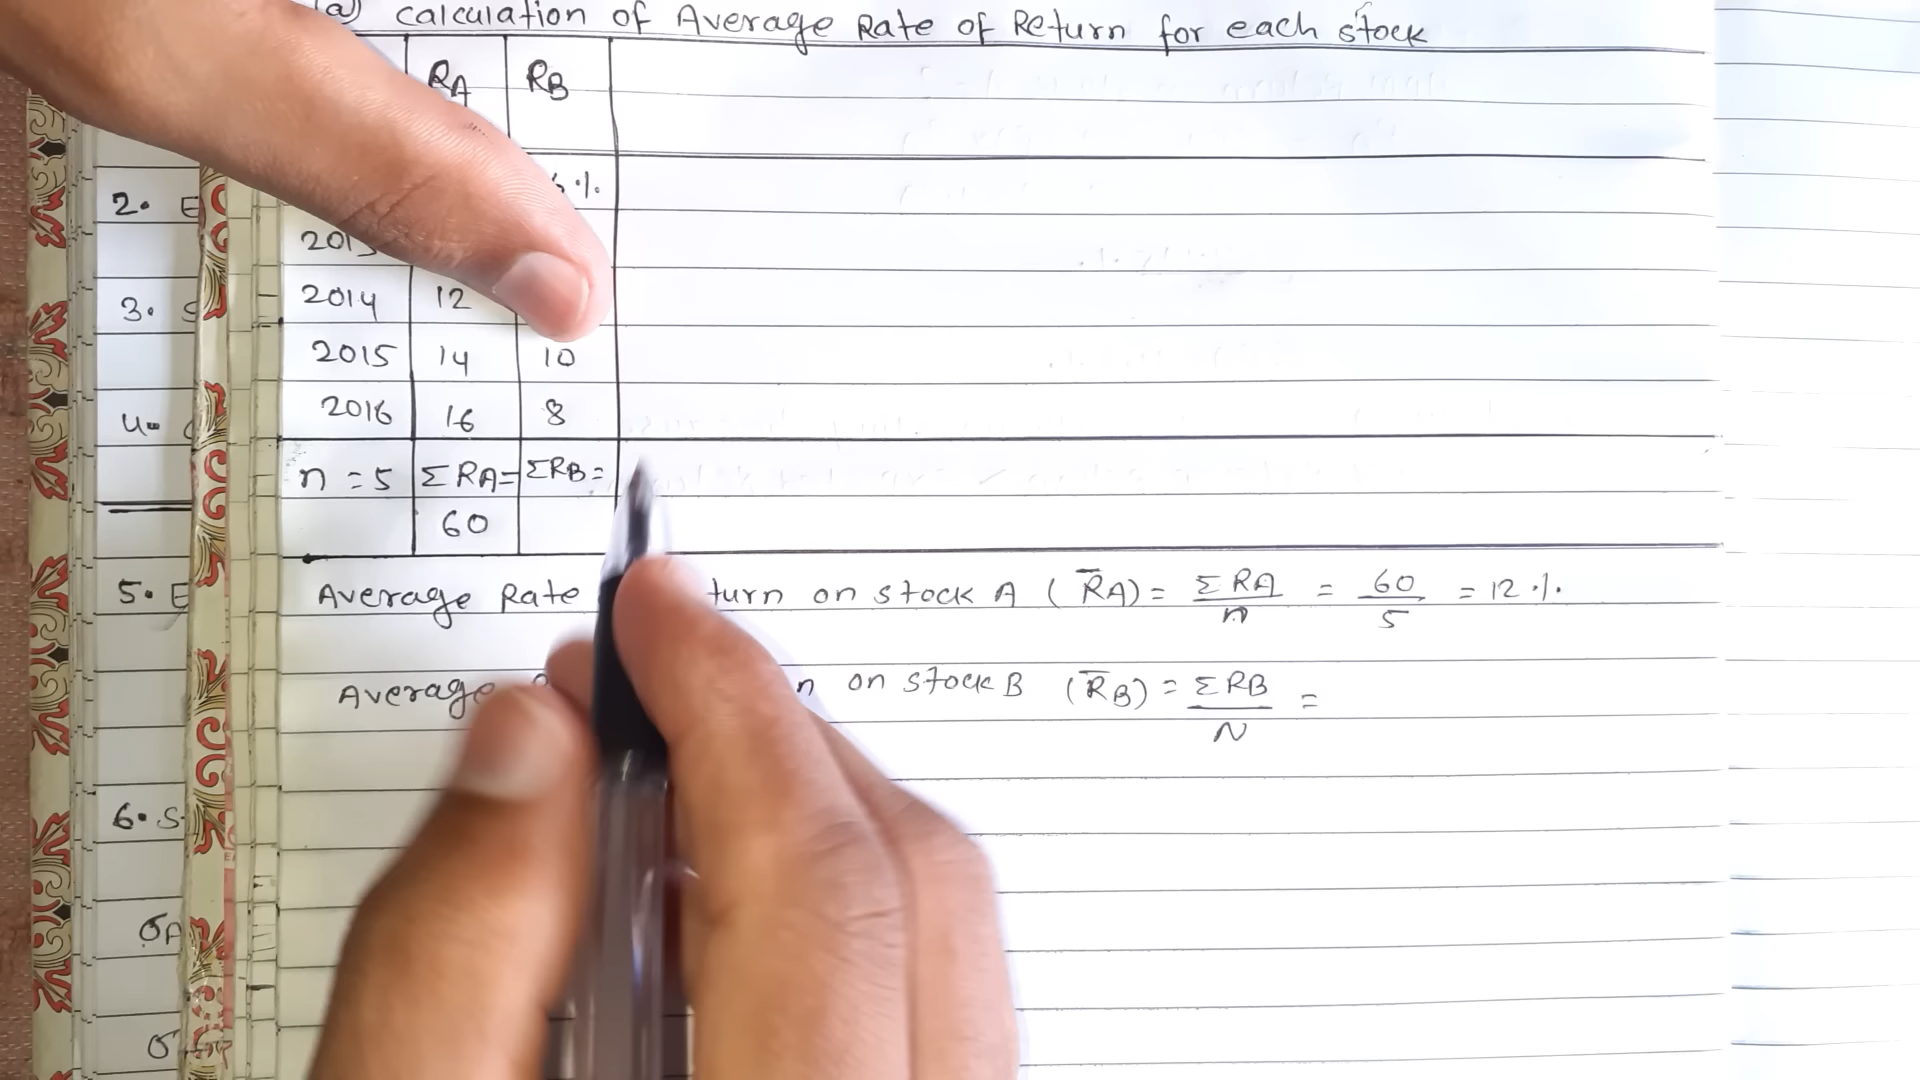 (a) Calculation of Average Rate of Return for each stock
RA RB
%
2013
2014 12
2015 14 10
2016 16 8
n = 5 ΣRA= ΣRB=
60
Average Rate turn on stock A (R̄A) = ΣRA/n = 60/5 = 12 %
Average n on stock B (R̄B) = ΣRB/N =
2.
3.
4.
5.
6.
σA
σ